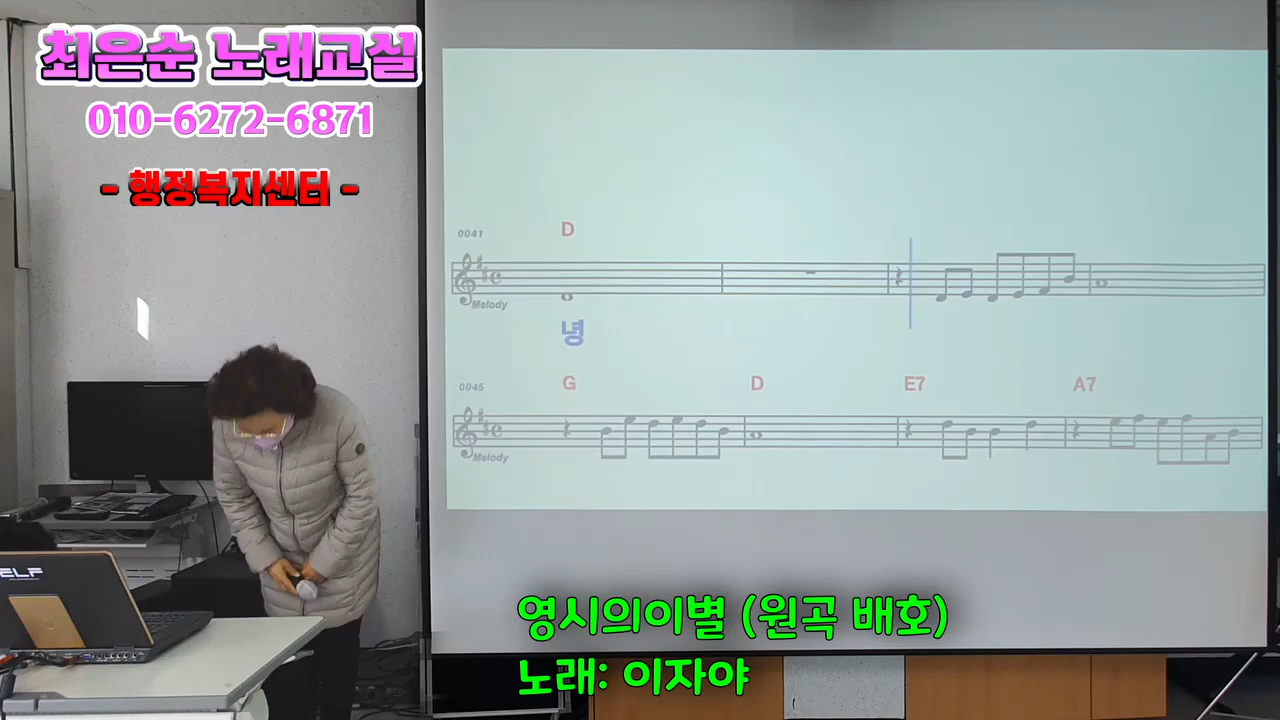 최은순 노래교실
010-6272-6871
- 행정복지센터 -
0041
D
Melody
녕
0045
G D E7 A7
Melody
ELF
영시의이별 (원곡 배호)
노래: 이자야